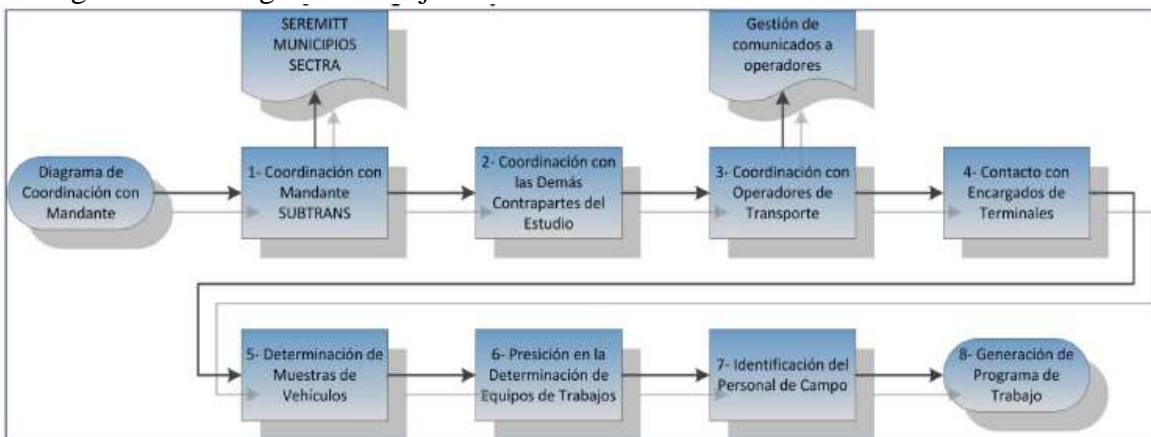 SEREMITT
MUNICIPIOS
SECTRA
Gestión de
comunicados a
operadores
Diagrama de
Coordinación con
Mandante
1- Coordinación con
Mandante
SUBTRANS
2- Coordinación con
las Demás
Contrapartes del
Estudio
3- Coordinación con
Operadores de
Transporte
4- Contacto con
Encargados de
Terminales
5- Determinación de
Muestras de
Vehículos
6- Presición en la
Determinación de
Equipos de Trabajos
7- Identificación del
Personal de Campo
8- Generación de
Programa de
Trabajo